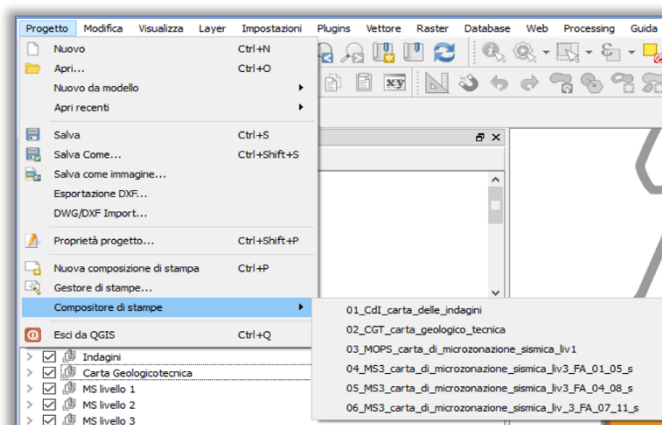 Progetto Modifica Visualizza Layer Impostazioni Plugins Vettore Raster Database Web Processing Guida
Nuovo Ctrl+N
Apri... Ctrl+O
Nuovo da modello
Apri recenti
Salva Ctrl+S
Salva Come... Ctrl+Shift+S
Salva come immagine...
Esportazione DXF...
DWG/DXF Import...
Proprietà progetto... Ctrl+Shift+P
Nuova composizione di stampa Ctrl+P
Gestore di stampe...
Compositore di stampe
Esci da QGIS Ctrl+Q
xy
01_CdI_carta_delle_indagini
02_CGT_carta_geologico_tecnica
03_MOPS_carta_di_microzonazione_sismica_liv1
04_MS3_carta_di_microzonazione_sismica_liv3_FA_01_05_s
05_MS3_carta_di_microzonazione_sismica_liv3_FA_04_08_s
06_MS3_carta_di_microzonazione_sismica_liv_3_FA_07_11_s
Indagini
Carta Geologicotecnica
MS livello 1
MS livello 2
MS livello 3